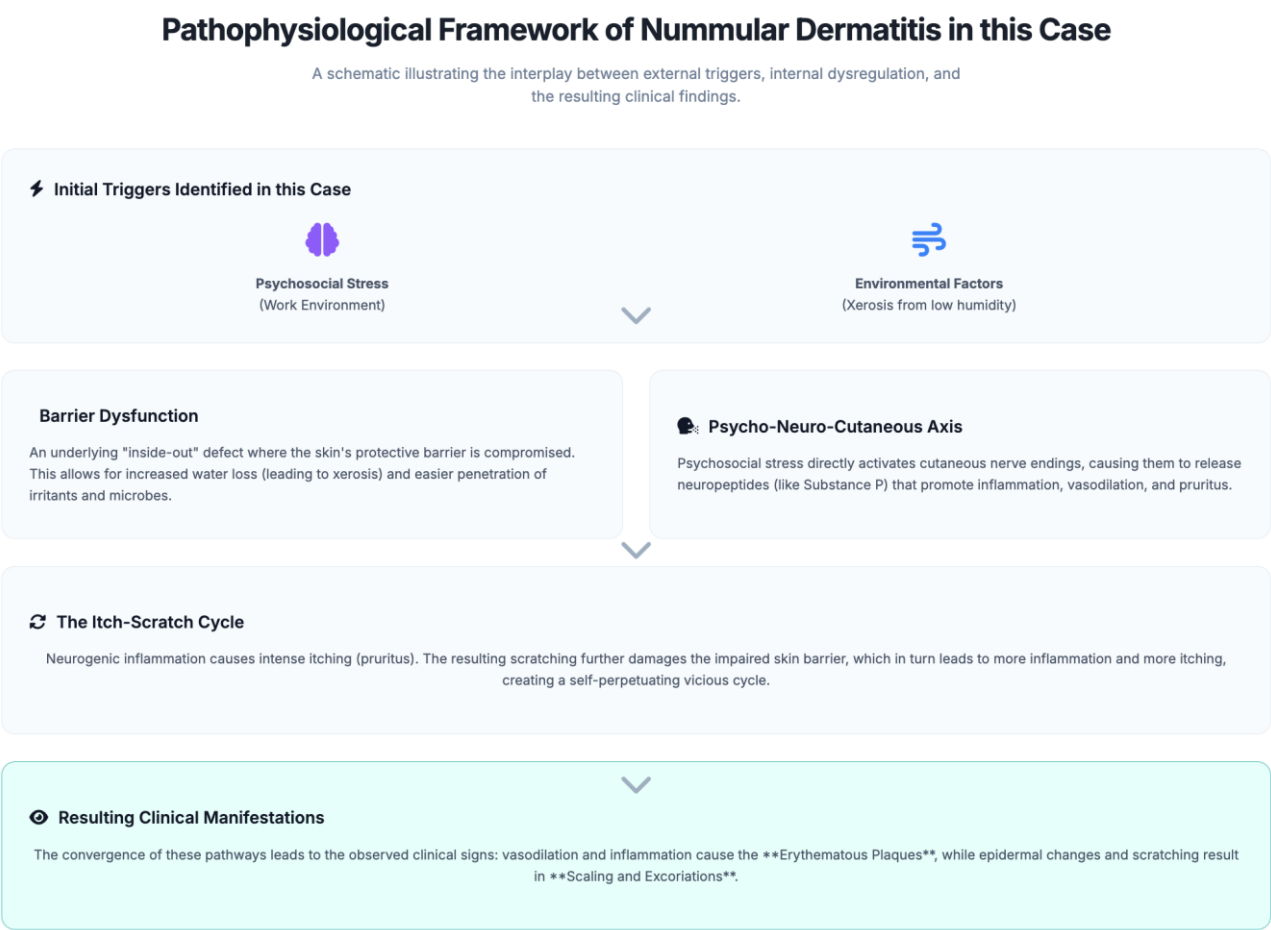 Pathophysiological Framework of Nummular Dermatitis in this Case
A schematic illustrating the interplay between external triggers, internal dysregulation, and
the resulting clinical findings.
Initial Triggers Identified in this Case
Psychosocial Stress
(Work Environment)
Environmental Factors
(Xerosis from low humidity)
Barrier Dysfunction
An underlying "inside-out" defect where the skin's protective barrier is compromised.
This allows for increased water loss (leading to xerosis) and easier penetration of
irritants and microbes.
Psycho-Neuro-Cutaneous Axis
Psychosocial stress directly activates cutaneous nerve endings, causing them to release
neuropeptides (like Substance P) that promote inflammation, vasodilation, and pruritus.
The Itch-Scratch Cycle
Neurogenic inflammation causes intense itching (pruritus). The resulting scratching further damages the impaired skin barrier, which in turn leads to more inflammation and more itching,
creating a self-perpetuating vicious cycle.
Resulting Clinical Manifestations
The convergence of these pathways leads to the observed clinical signs: vasodilation and inflammation cause the **Erythematous Plaques**, while epidermal changes and scratching result
in **Scaling and Excoriations**.